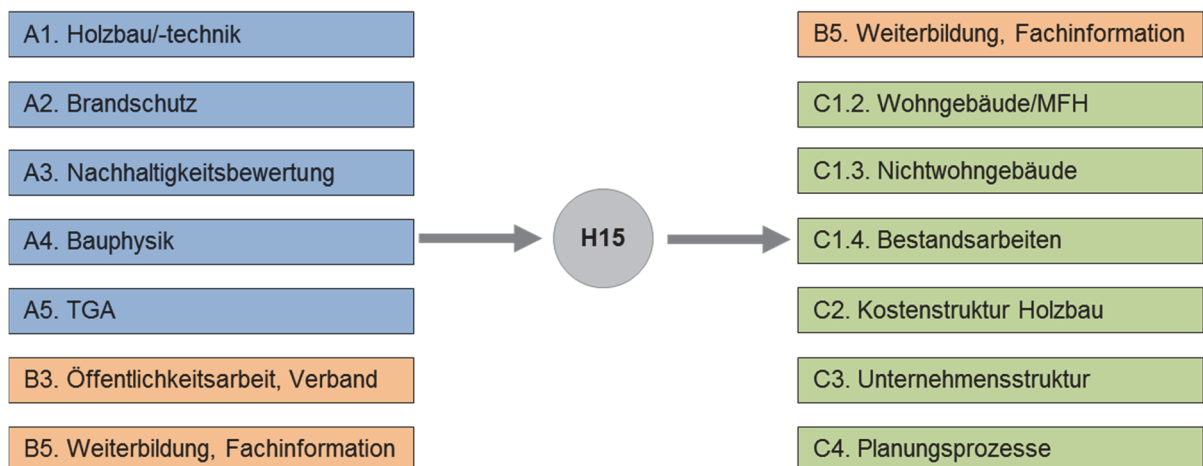 A1. Holzbau/-technik
A2. Brandschutz
A3. Nachhaltigkeitsbewertung
A4. Bauphysik
A5. TGA
B3. Öffentlichkeitsarbeit, Verband
B5. Weiterbildung, Fachinformation
H15
B5. Weiterbildung, Fachinformation
C1.2. Wohngebäude/MFH
C1.3. Nichtwohngebäude
C1.4. Bestandsarbeiten
C2. Kostenstruktur Holzbau
C3. Unternehmensstruktur
C4. Planungsprozesse